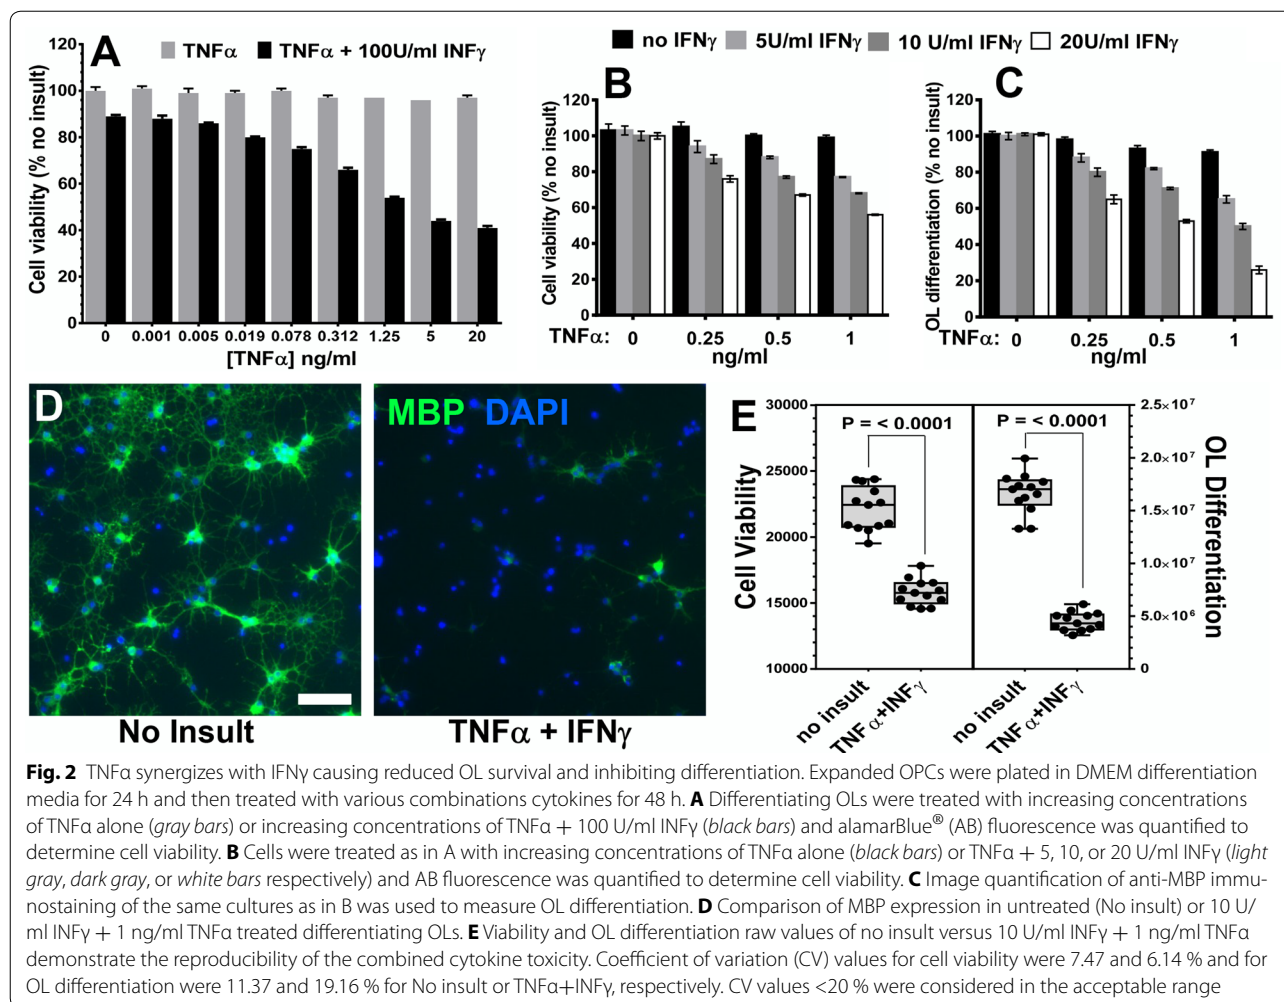 A
TNFα
TNFα + 100U/ml INFγ
Cell viability (% no insult)
120
100
80
60
40
20
0
0 0.001 0.005 0.019 0.078 0.312 1.25 5 20
[TNFα] ng/ml
no IFNγ 5U/ml IFNγ 10 U/ml IFNγ 20U/ml IFNγ
B
Cell viability (% no insult)
120
100
80
60
40
20
0
TNFα: 0 0.25 0.5 1
ng/ml
C
OL differentiation (% no insult)
120
100
80
60
40
20
0
TNFα: 0 0.25 0.5 1
ng/ml
D
MBP DAPI
No Insult
TNFα + IFNγ
E
Cell Viability
30000
25000
20000
15000
10000
P = < 0.0001
P = < 0.0001
2.5×10⁷
2.0×10⁷
1.5×10⁷
1.0×10⁷
5.0×10⁶
0
OL Differentiation
no insult
TNFα+INFγ
no insult
TNFα+INFγ
Fig. 2 TNFα synergizes with IFNγ causing reduced OL survival and inhibiting differentiation. Expanded OPCs were plated in DMEM differentiation
media for 24 h and then treated with various combinations cytokines for 48 h. A Differentiating OLs were treated with increasing concentrations
of TNFα alone (gray bars) or increasing concentrations of TNFα + 100 U/ml INFγ (black bars) and alamarBlue® (AB) fluorescence was quantified to
determine cell viability. B Cells were treated as in A with increasing concentrations of TNFα alone (black bars) or TNFα + 5, 10, or 20 U/ml INFγ (light
gray, dark gray, or white bars respectively) and AB fluorescence was quantified to determine cell viability. C Image quantification of anti-MBP immu-
nostaining of the same cultures as in B was used to measure OL differentiation. D Comparison of MBP expression in untreated (No insult) or 10 U/
ml INFγ + 1 ng/ml TNFα treated differentiating OLs. E Viability and OL differentiation raw values of no insult versus 10 U/ml INFγ + 1 ng/ml TNFα
demonstrate the reproducibility of the combined cytokine toxicity. Coefficient of variation (CV) values for cell viability were 7.47 and 6.14 % and for
OL differentiation were 11.37 and 19.16 % for No insult or TNFα+INFγ, respectively. CV values <20 % were considered in the acceptable range